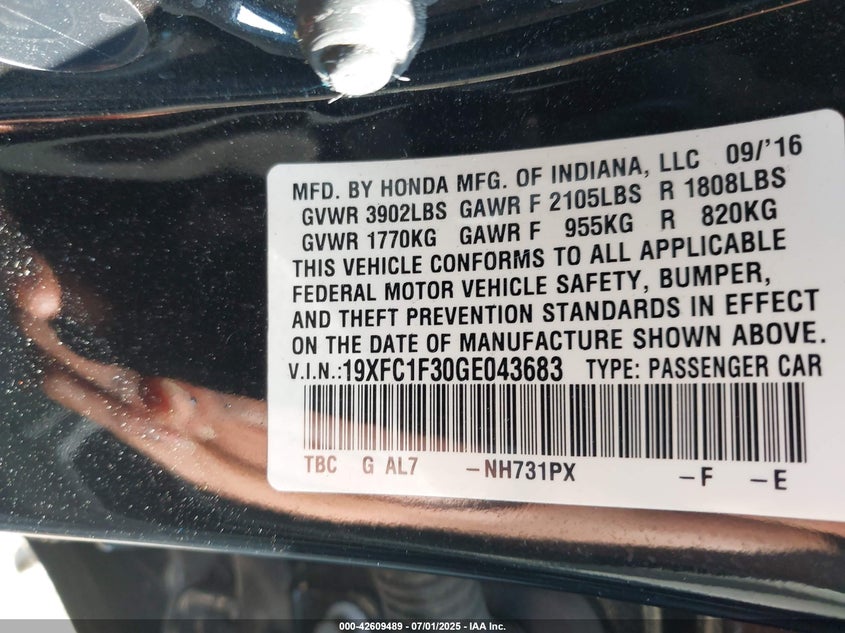 MFD. BY HONDA MFG. OF INDIANA, LLC 09/'16
GVWR 3902LBS GAWR F 2105LBS R 1808LBS
GVWR 1770KG GAWR F 955KG R 820KG
THIS VEHICLE CONFORMS TO ALL APPLICABLE
FEDERAL MOTOR VEHICLE SAFETY, BUMPER,
AND THEFT PREVENTION STANDARDS IN EFFECT
ON THE DATE OF MANUFACTURE SHOWN ABOVE.
V.I.N.:19XFC1F30GE043683 TYPE: PASSENGER CAR
TBC G AL7 -NH731PX -F -E
000-42609489 - 07/01/2025 - IAA Inc.